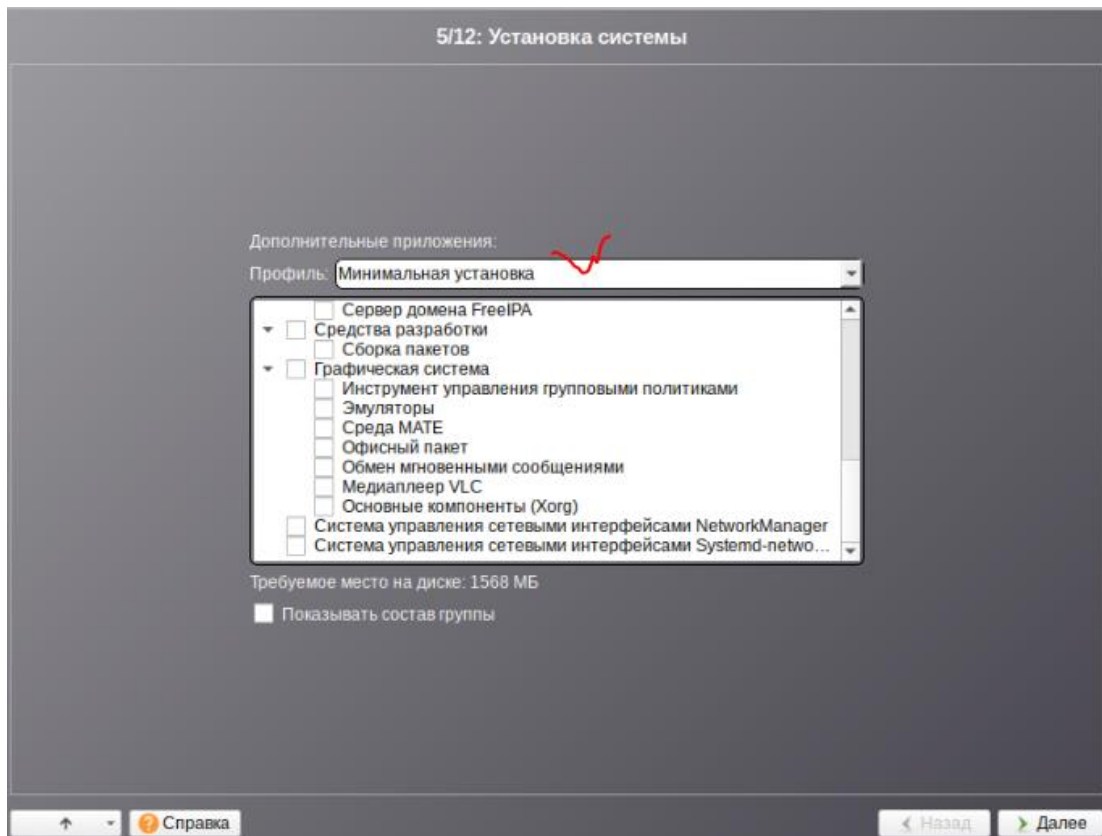 5/12: Установка системы
Дополнительные приложения:
Профиль: Минимальная установка
Сервер домена FreeIPA
Средства разработки
Сборка пакетов
Графическая система
Инструмент управления групповыми политиками
Эмуляторы
Среда MATE
Офисный пакет
Обмен мгновенными сообщениями
Медиаплеер VLC
Основные компоненты (Xorg)
Система управления сетевыми интерфейсами NetworkManager
Система управления сетевыми интерфейсами Systemd-netwo...
Требуемое место на диске: 1568 МБ
Показывать состав группы
Справка Назад Далее